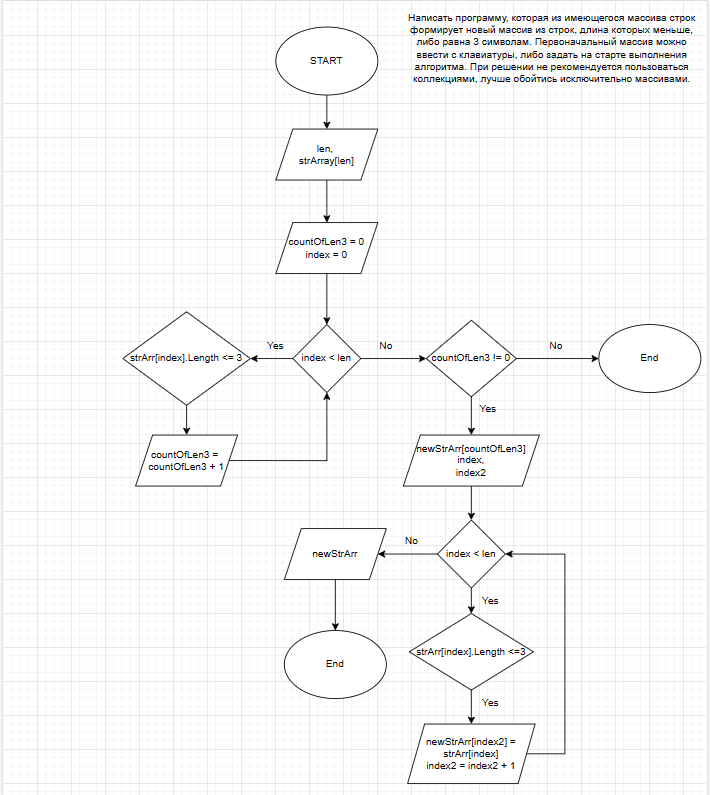 Написать программу, которая из имеющегося массива строк
формирует новый массив из строк, длина которых меньше,
либо равна 3 символам. Первоначальный массив можно
ввести с клавиатуры, либо задать на старте выполнения
алгоритма. При решении не рекомендуется пользоваться
коллекциями, лучше обойтись исключительно массивами.
START
len,
strArray[len]
countOfLen3 = 0
index = 0
strArr[index].Length <= 3
Yes
index < len
No
countOfLen3 != 0
No
End
Yes
countOfLen3 =
countOfLen3 + 1
newStrArr[countOfLen3]
index,
index2
newStrArr
No
index < len
Yes
End
strArr[index].Length <=3
Yes
newStrArr[index2] =
strArr[index]
index2 = index2 + 1